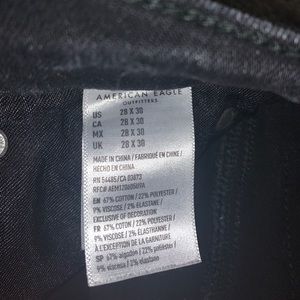 AMERICAN EAGLE
OUTFITTERS
US 28 X 30
CA 28 X 30
MX 28 X 30
UK 28 X 30
MADE IN CHINA / FABRIQUÉ EN CHINE /
HECHO EN CHINA
RN 54485/CA 03073
EN 67% COTTON / 22% POLYESTER /
9% VISCOSE / 2% ELASTANE /
EXCLUSIVE OF DECORATION
FR 67% COTON / 22% POLYESTER /
9% VISCOSE / 2% ÉLASTHANNE /
À L'EXCEPTION DE LA GARNITURE
SP 67% algodón / 22% poliéster /
9% viscosa / 2% elastano